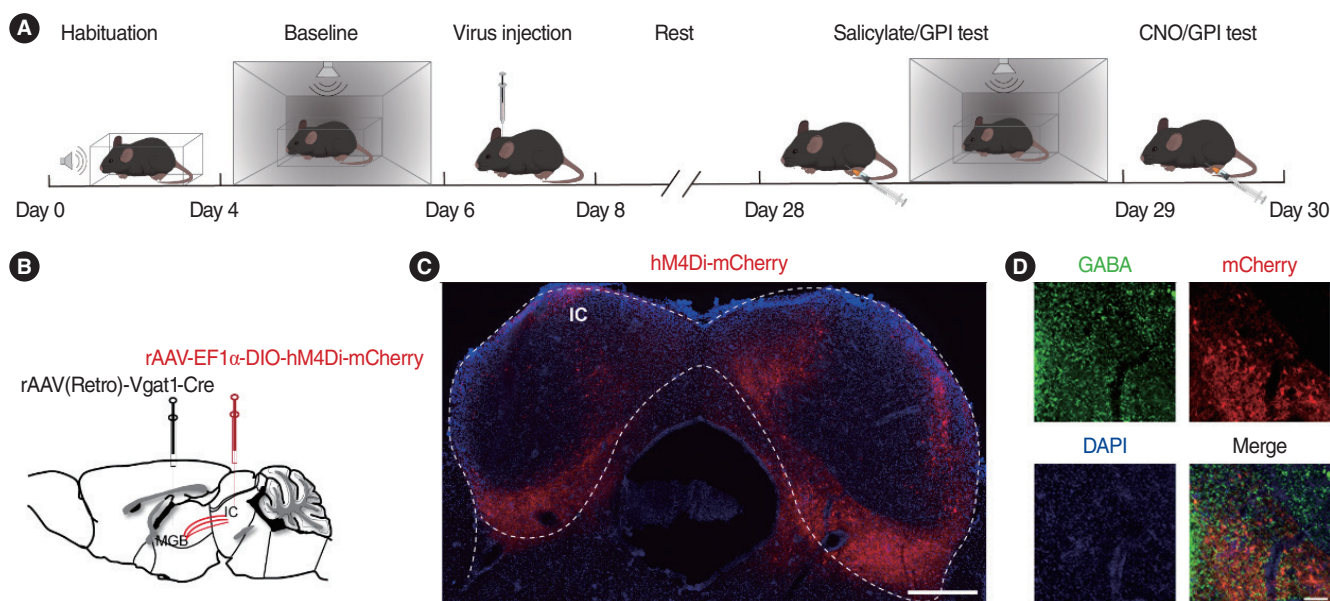 A
Habituation
Baseline
Virus injection
Rest
Salicylate/GPI test
CNO/GPI test
Day 0
Day 4
Day 6
Day 8
Day 28
Day 29
Day 30
B
rAAV-EF1α-DIO-hM4Di-mCherry
rAAV(Retro)-Vgat1-Cre
IC
MGB
C
hM4Di-mCherry
IC
D
GABA
mCherry
DAPI
Merge